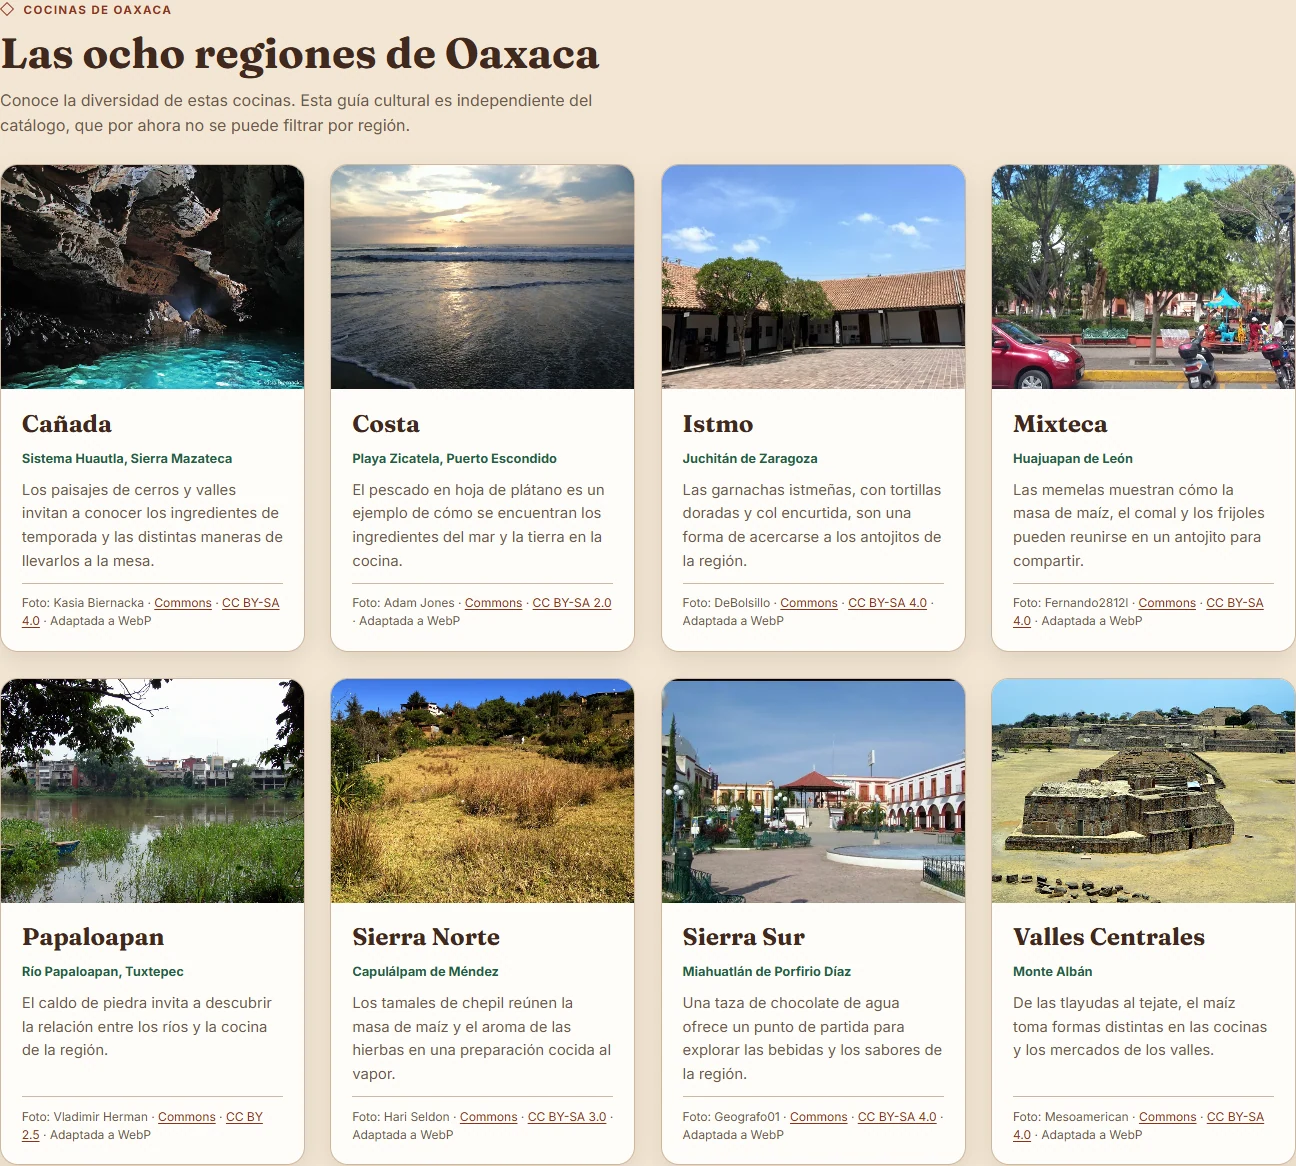 COCINAS DE OAXACA
Las ocho regiones de Oaxaca
Conoce la diversidad de estas cocinas. Esta guía cultural es independiente del
catálogo, que por ahora no se puede filtrar por región.
Cañada
Sistema Huautla, Sierra Mazateca
Los paisajes de cerros y valles
invitan a conocer los ingredientes de
temporada y las distintas maneras de
llevarlos a la mesa.
Foto: Kasia Biernacka · Commons · CC BY-SA
4.0 · Adaptada a WebP
Costa
Playa Zicatela, Puerto Escondido
El pescado en hoja de plátano es un
ejemplo de cómo se encuentran los
ingredientes del mar y la tierra en la
cocina.
Foto: Adam Jones · Commons · CC BY-SA 2.0
· Adaptada a WebP
Istmo
Juchitán de Zaragoza
Las garnachas istmeñas, con tortillas
doradas y col encurtida, son una
forma de acercarse a los antojitos de
la región.
Foto: DeBolsillo · Commons · CC BY-SA 4.0 ·
Adaptada a WebP
Mixteca
Huajuapan de León
Las memelas muestran cómo la
masa de maíz, el comal y los frijoles
pueden reunirse en un antojito para
compartir.
Foto: Fernando2812l · Commons · CC BY-SA
4.0 · Adaptada a WebP
Papaloapan
Río Papaloapan, Tuxtepec
El caldo de piedra invita a descubrir
la relación entre los ríos y la cocina
de la región.
Foto: Vladimir Herman · Commons · CC BY
2.5 · Adaptada a WebP
Sierra Norte
Capulálpam de Méndez
Los tamales de chepil reúnen la
masa de maíz y el aroma de las
hierbas en una preparación cocida al
vapor.
Foto: Hari Seldon · Commons · CC BY-SA 3.0 ·
Adaptada a WebP
Sierra Sur
Miahuatlán de Porfirio Díaz
Una taza de chocolate de agua
ofrece un punto de partida para
explorar las bebidas y los sabores de
la región.
Foto: Geografo01 · Commons · CC BY-SA 4.0 ·
Adaptada a WebP
Valles Centrales
Monte Albán
De las tlayudas al tejate, el maíz
toma formas distintas en las cocinas
y los mercados de los valles.
Foto: Mesoamerican · Commons · CC BY-SA
4.0 · Adaptada a WebP